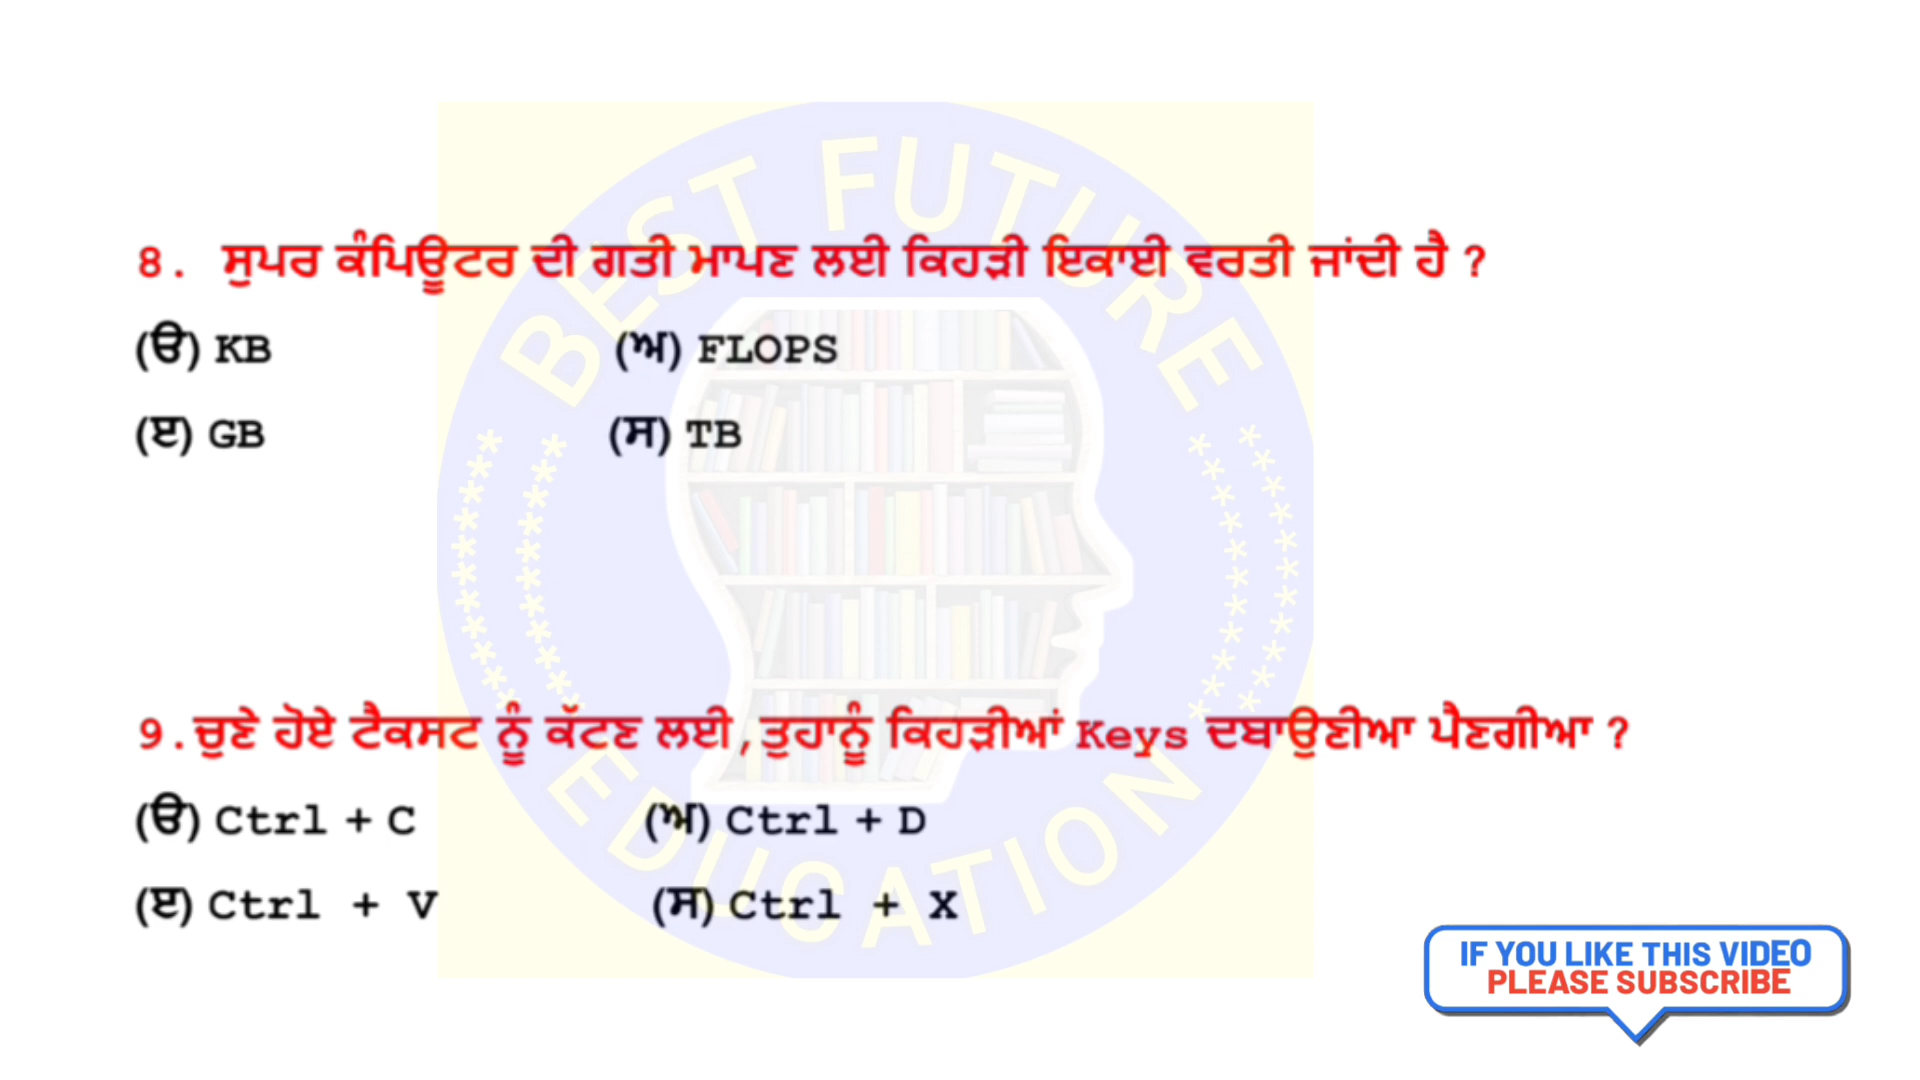 BEST FUTURE
8. ਸੁਪਰ ਕੰਪਿਊਟਰ ਦੀ ਗਤੀ ਮਾਪਣ ਲਈ ਕਿਹੜੀ ਇਕਾਈ ਵਰਤੀ ਜਾਂਦੀ ਹੈ ?
(ੳ) KB (ਅ) FLOPS
(ੲ) GB (ਸ) TB
9.ਚੁਣੇ ਹੋਏ ਟੈਕਸਟ ਨੂੰ ਕੱਟਣ ਲਈ,ਤੁਹਾਨੂੰ ਕਿਹੜੀਆਂ Keys ਦਬਾਉਣੀਆ ਪੈਣਗੀਆ ?
(ੳ) Ctrl + C (ਅ) Ctrl + D
(ੲ) Ctrl + V (ਸ) Ctrl + X
EDUCATION
IF YOU LIKE THIS VIDEO
PLEASE SUBSCRIBE